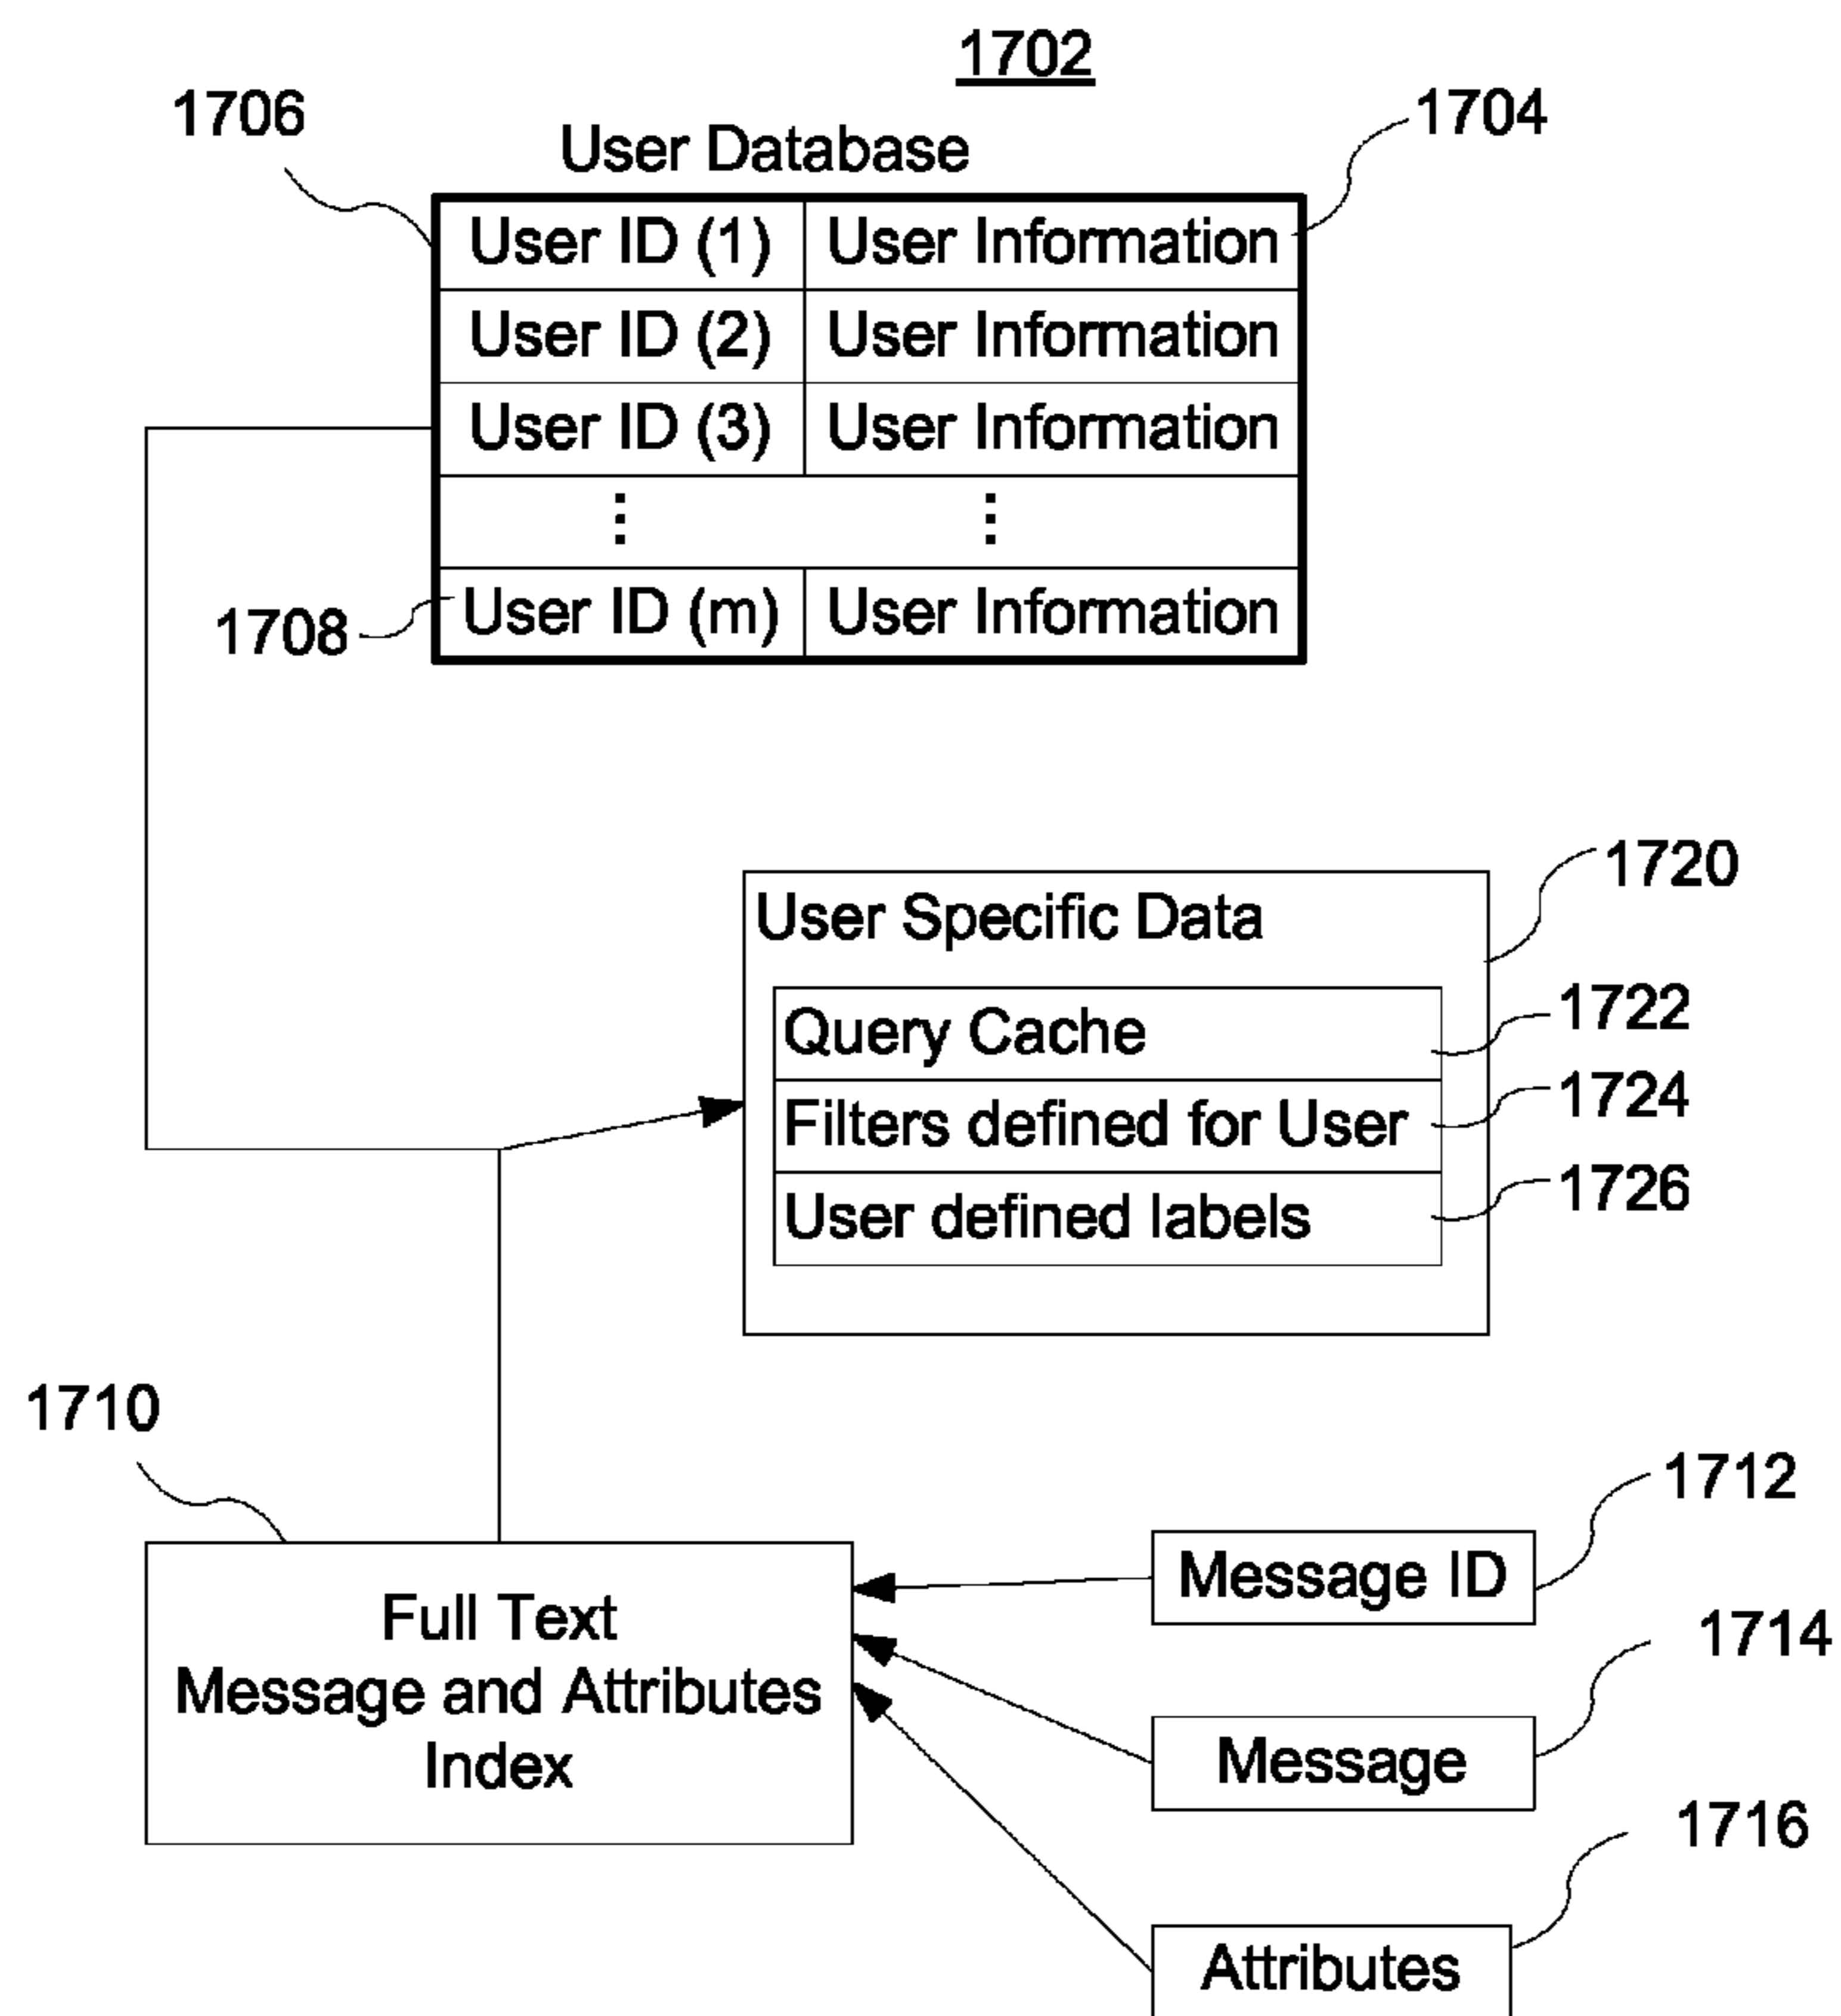 1702
1706
1704
User Database
User ID (1) User Information
User ID (2) User Information
User ID (3) User Information
⋮ ⋮
1708
User ID (m) User Information
1720
User Specific Data
Query Cache
1722
Filters defined for User
1724
User defined labels
1726
1710
Full Text
Message and Attributes
Index
1712
Message ID
1714
Message
1716
Attributes